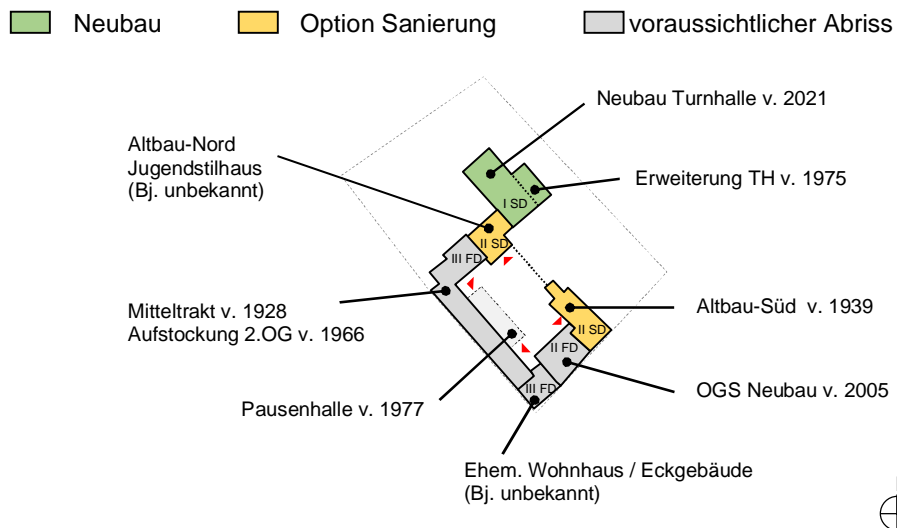 Neubau
Option Sanierung
voraussichtlicher Abriss
Neubau Turnhalle v. 2021
Altbau-Nord
Jugendstilhaus
(Bj. unbekannt)
Erweiterung TH v. 1975
I SD
II SD
III FD
Mitteltrakt v. 1928
Aufstockung 2.OG v. 1966
Altbau-Süd v. 1939
II SD
II FD
III FD
OGS Neubau v. 2005
Pausenhalle v. 1977
Ehem. Wohnhaus / Eckgebäude
(Bj. unbekannt)